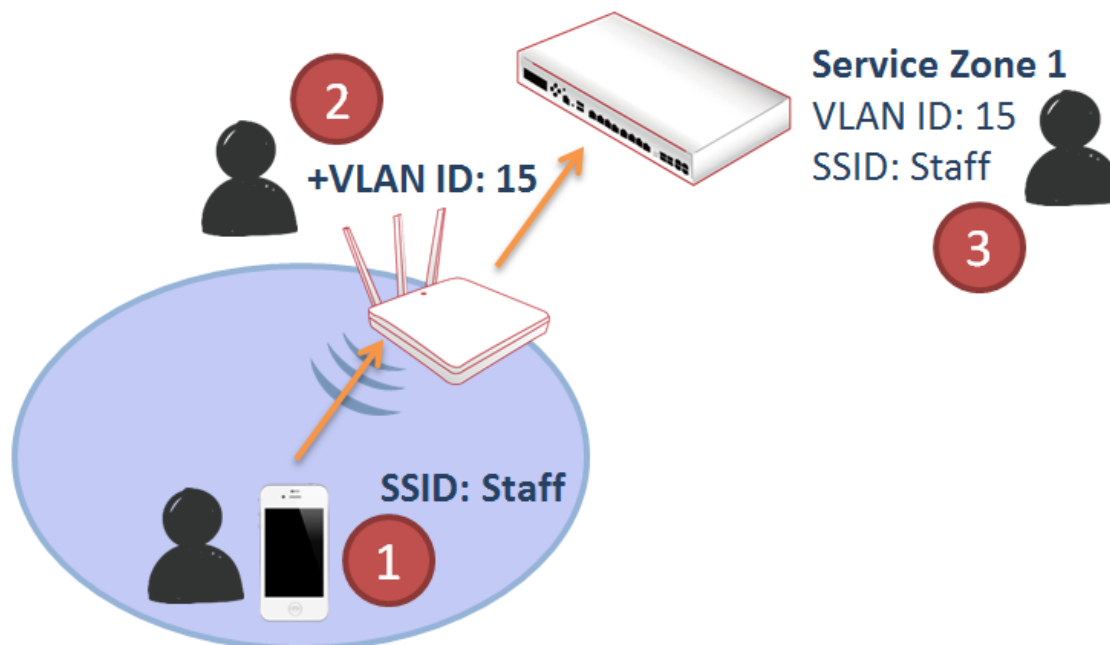 2
+VLAN ID: 15
Service Zone 1
VLAN ID: 15
SSID: Staff
3
SSID: Staff
1